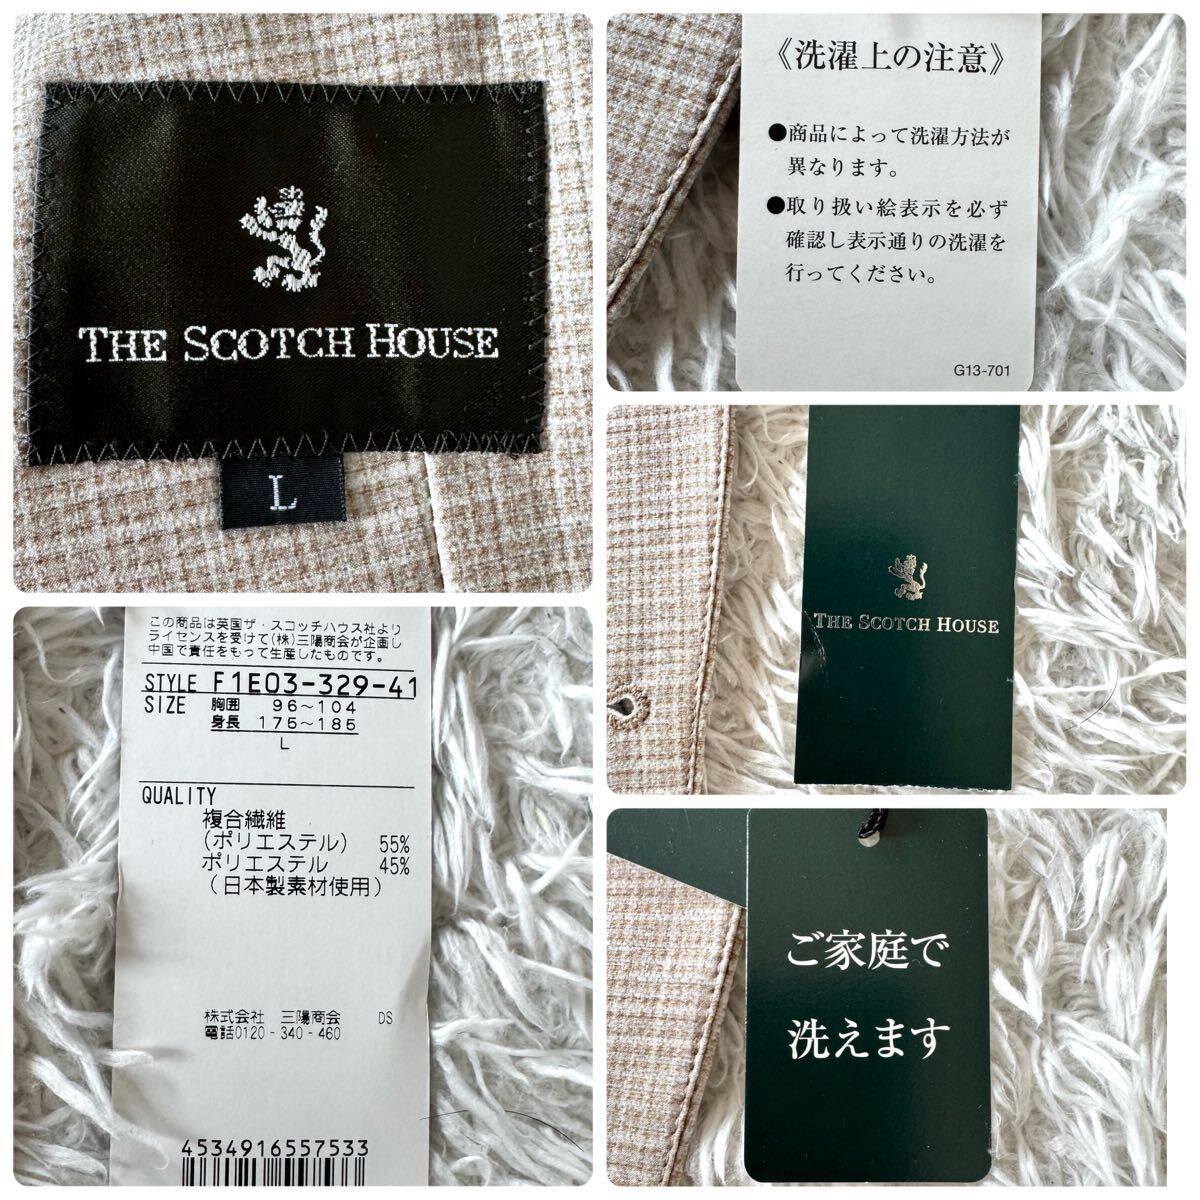 THE SCOTCH HOUSE
L
《洗濯上の注意》
●商品によって洗濯方法が
異なります。
●取り扱い絵表示を必ず
確認し表示通りの洗濯を
行ってください。
G13-701
THE SCOTCH HOUSE
この商品は英国ザ・スコッチハウス社より
ライセンスを受けて(株)三陽商会が企画し
中国で責任をもって生産したものです。
STYLE F1E03-329-41
SIZE 胸囲 96~104
身長 175~185
L
QUALITY
複合繊維
(ポリエステル) 55%
ポリエステル 45%
(日本製素材使用)
株式会社 三陽商会 DS
電話0120-340-460
4534916557533
ご家庭で
洗えます